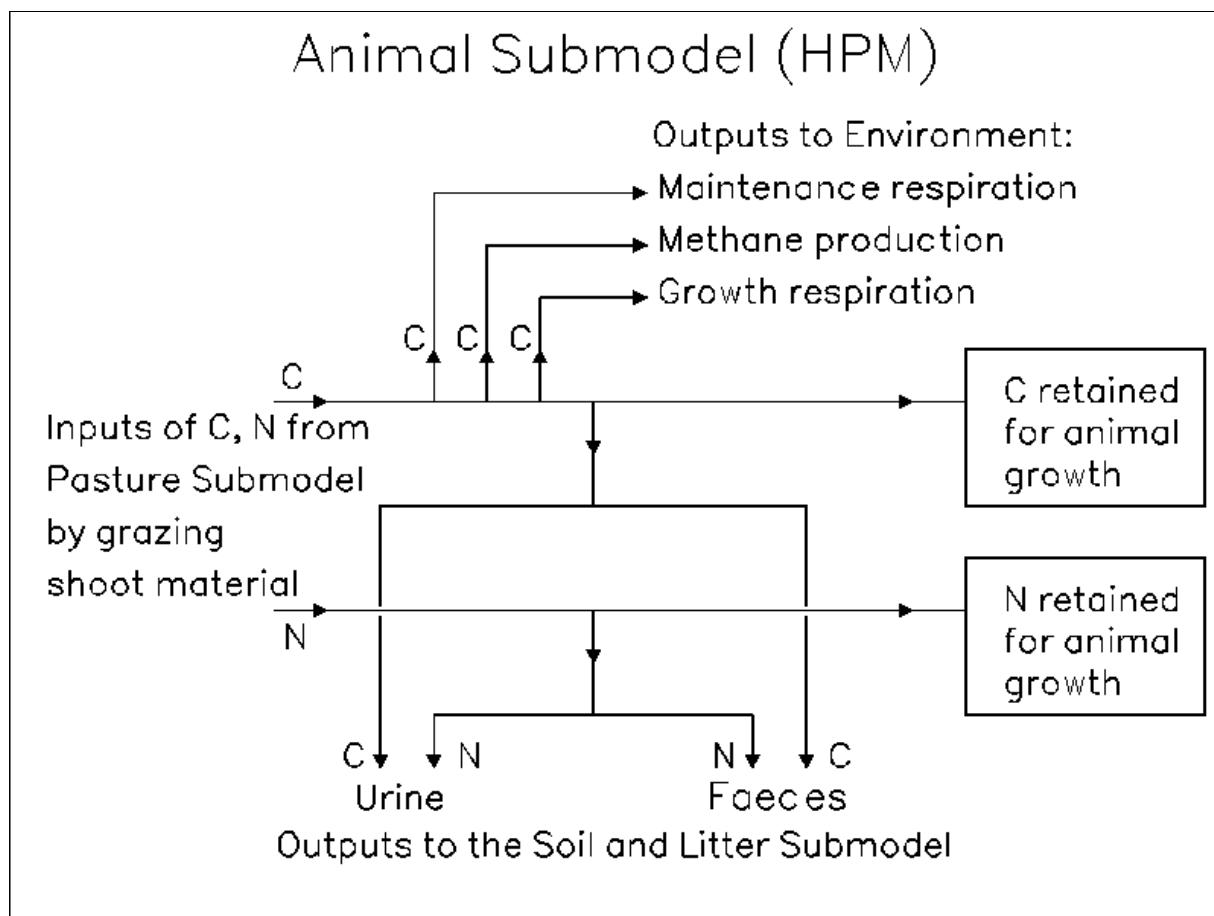 Animal Submodel (HPM)
Outputs to Environment:
Maintenance respiration
Methane production
Growth respiration
C
C
C
C
Inputs of C, N from
Pasture Submodel
by grazing
shoot material
N
C retained
for animal
growth
N retained
for animal
growth
C
N
N
C
Urine
Faeces
Outputs to the Soil and Litter Submodel